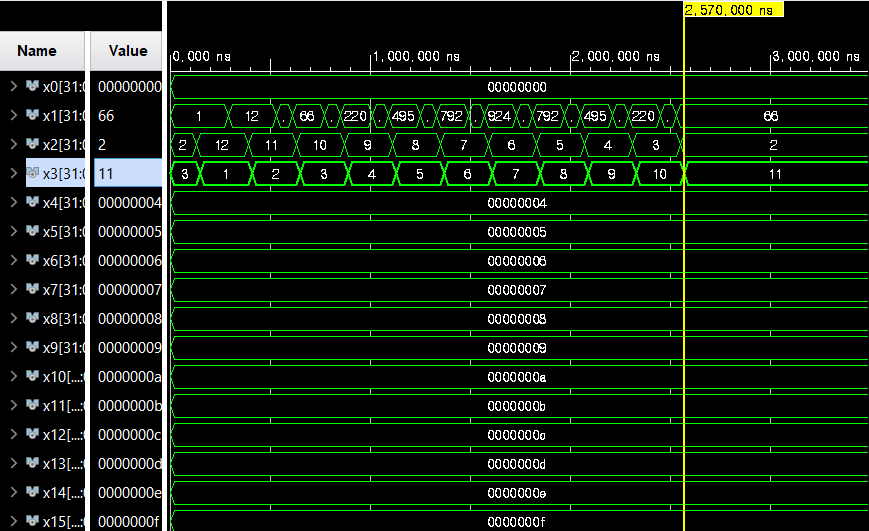 2,570.000 ns
Name Value 0.000 ns 1,000.000 ns 2,000.000 ns 3,000.000 ns
x0[31:0 00000000 00000000
x1[31:0 66 1 12 . 66 . 220 . 495 . 792 . 924 . 792 . 495 . 220 . 66
x2[31:0 2 2 12 11 10 9 8 7 6 5 4 3 2
x3[31:0 11 3 1 2 3 4 5 6 7 8 9 10 11
x4[31:0 00000004 00000004
x5[31:0 00000005 00000005
x6[31:0 00000006 00000006
x7[31:0 00000007 00000007
x8[31:0 00000008 00000008
x9[31:0 00000009 00000009
x10[...:0 0000000a 0000000a
x11[...:0 0000000b 0000000b
x12[...:0 0000000c 0000000c
x13[...:0 0000000d 0000000d
x14[...:0 0000000e 0000000e
x15[...:0 0000000f 0000000f